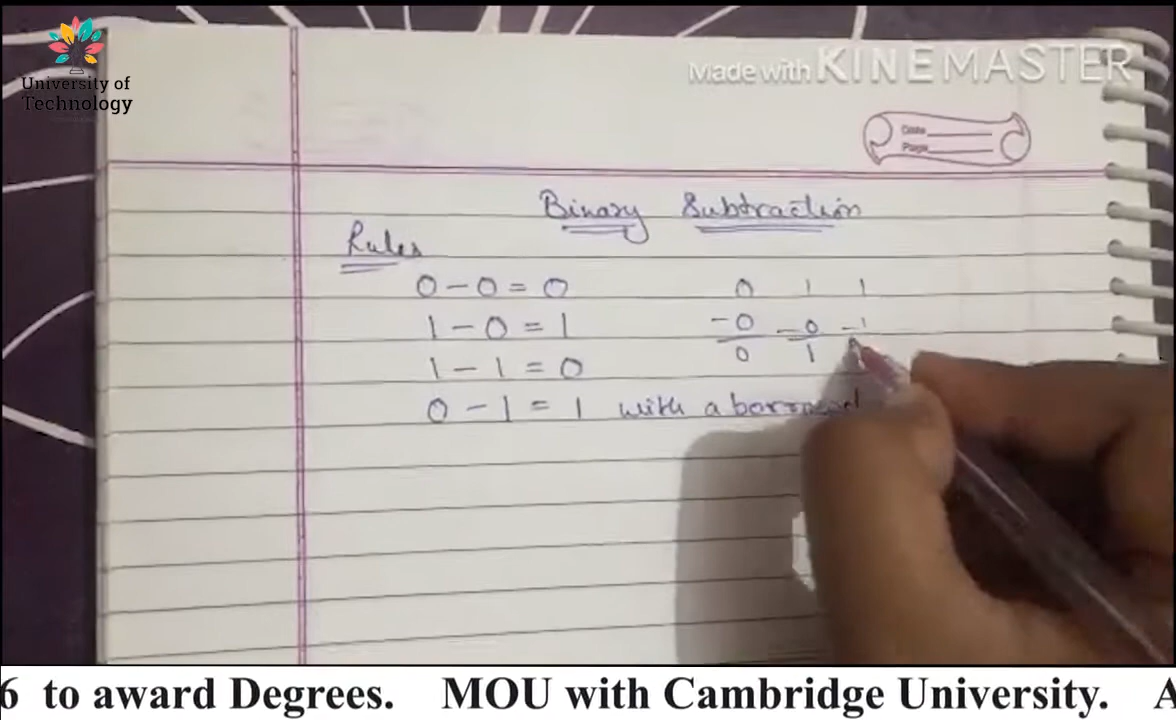 University of
Technology
Made with KINEMASTER
Date
Page
Binary Subtraction
Rules
0 - 0 = 0
1 - 0 = 1
1 - 1 = 0
0 - 1 = 1 with a
0 1 1
-0 -0 -1
0 1
6 to award Degrees. MOU with Cambridge University. A